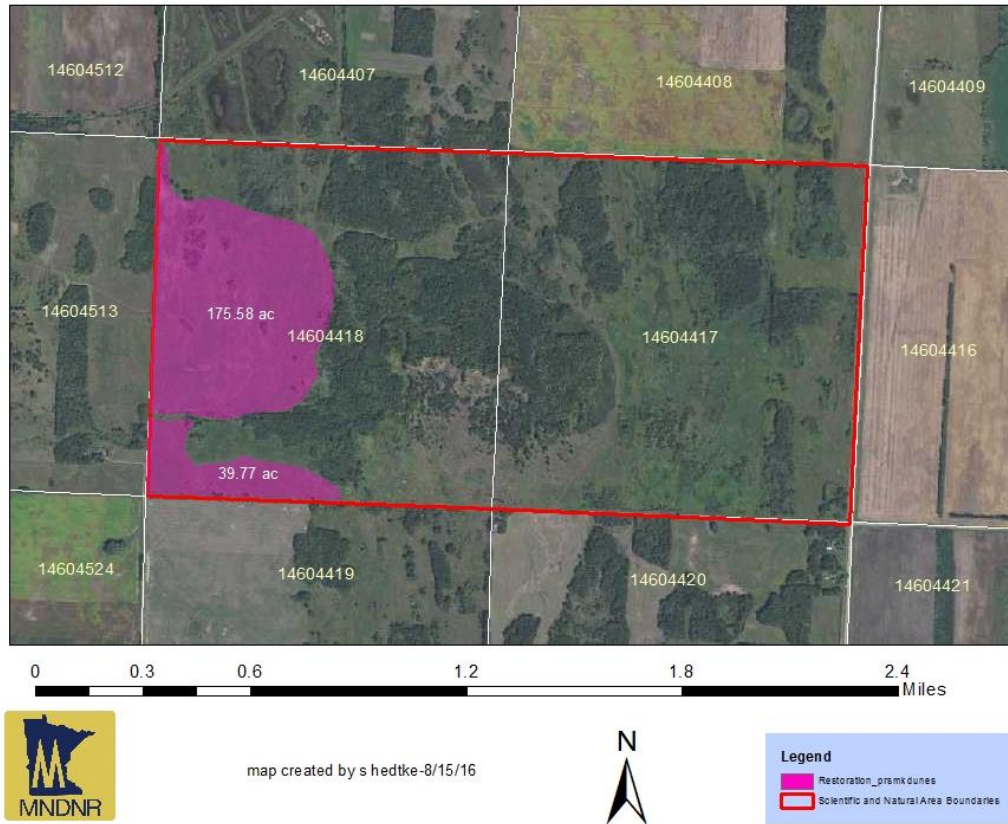 14604512
14604407
14604408
14604409
14604513
175.58 ac
14604418
14604417
14604416
39.77 ac
14604524
14604419
14604420
14604421
0 0.3 0.6 1.2 1.8 2.4
Miles
MNDNR
map created by s hedtke-8/15/16
N
Legend
Restoration_prsmkdunes
Scientific and Natural Area Boundaries